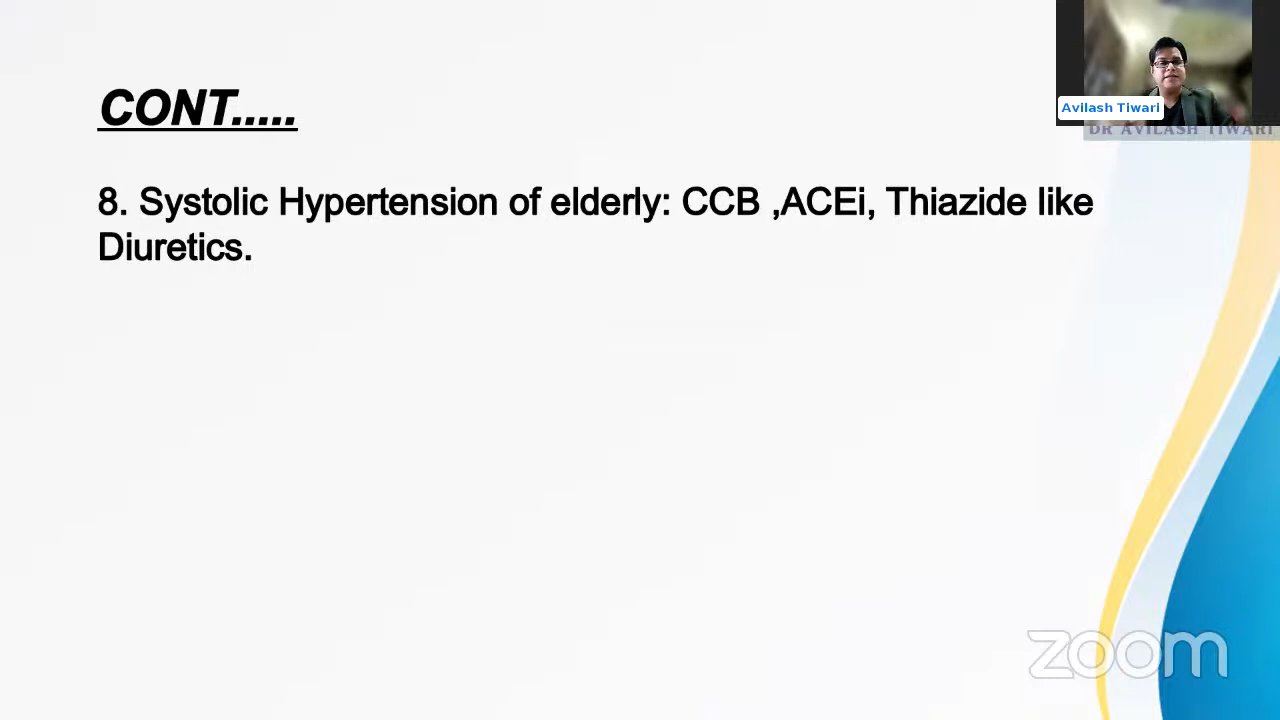 CONT.....
8. Systolic Hypertension of elderly: CCB ,ACEi, Thiazide like
Diuretics.
Avilash Tiwari
DR AVILASH TIWARI
zoom